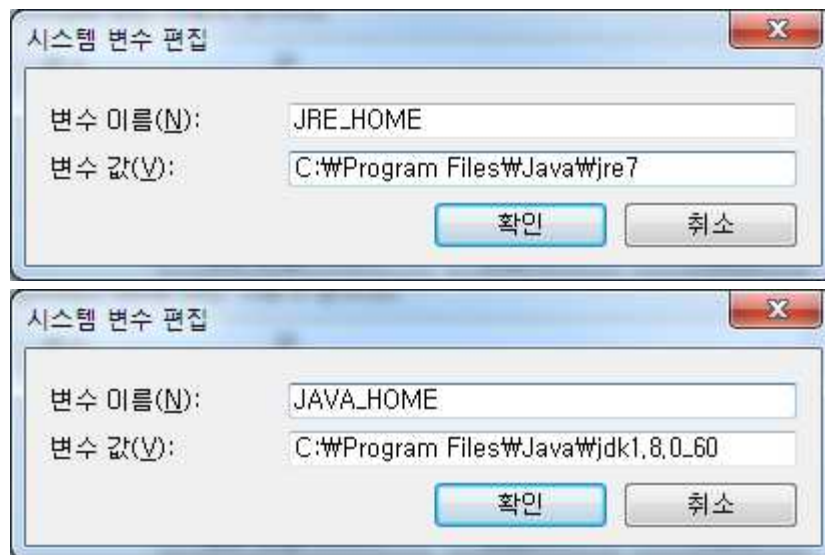 시스템 변수 편집
변수 이름(N): JRE_HOME
변수 값(V): C:₩Program Files₩Java₩jre7
확인 취소
시스템 변수 편집
변수 이름(N): JAVA_HOME
변수 값(V): C:₩Program Files₩Java₩jdk1.8.0_60
확인 취소